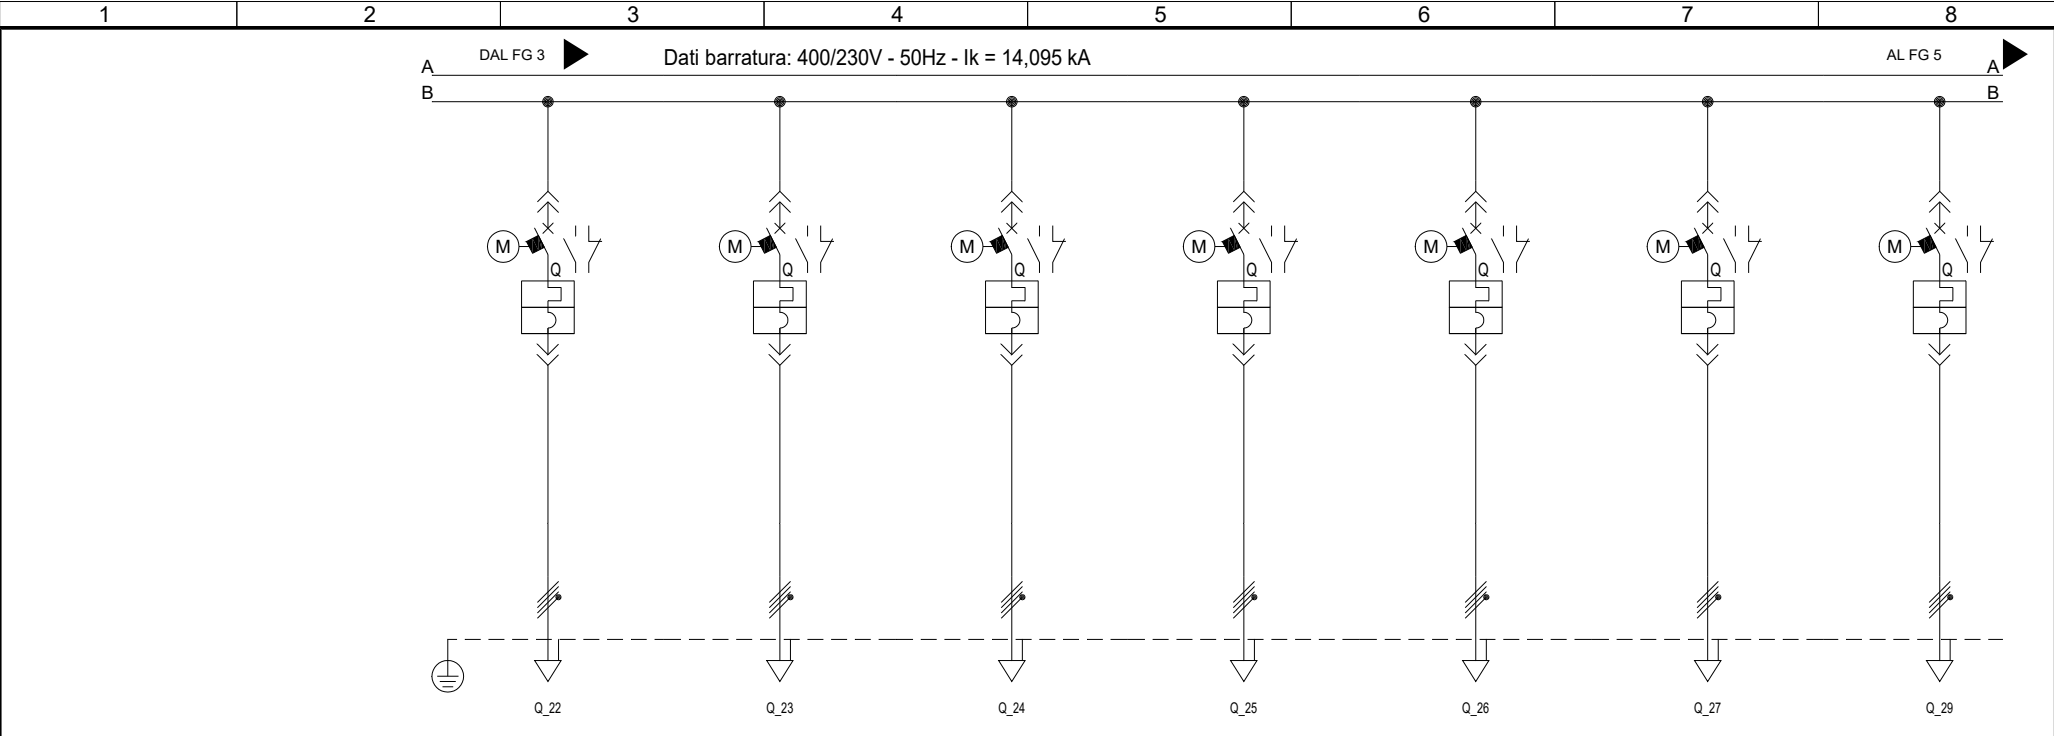 1 2 3 4 5 6 7 8
DAL FG 3 Dati barratura: 400/230V - 50Hz - Ik = 14,095 kA AL FG 5
A A
B B
M M M M M M M
Q Q Q Q Q Q Q
Q_22 Q_23 Q_24 Q_25 Q_26 Q_27 Q_29